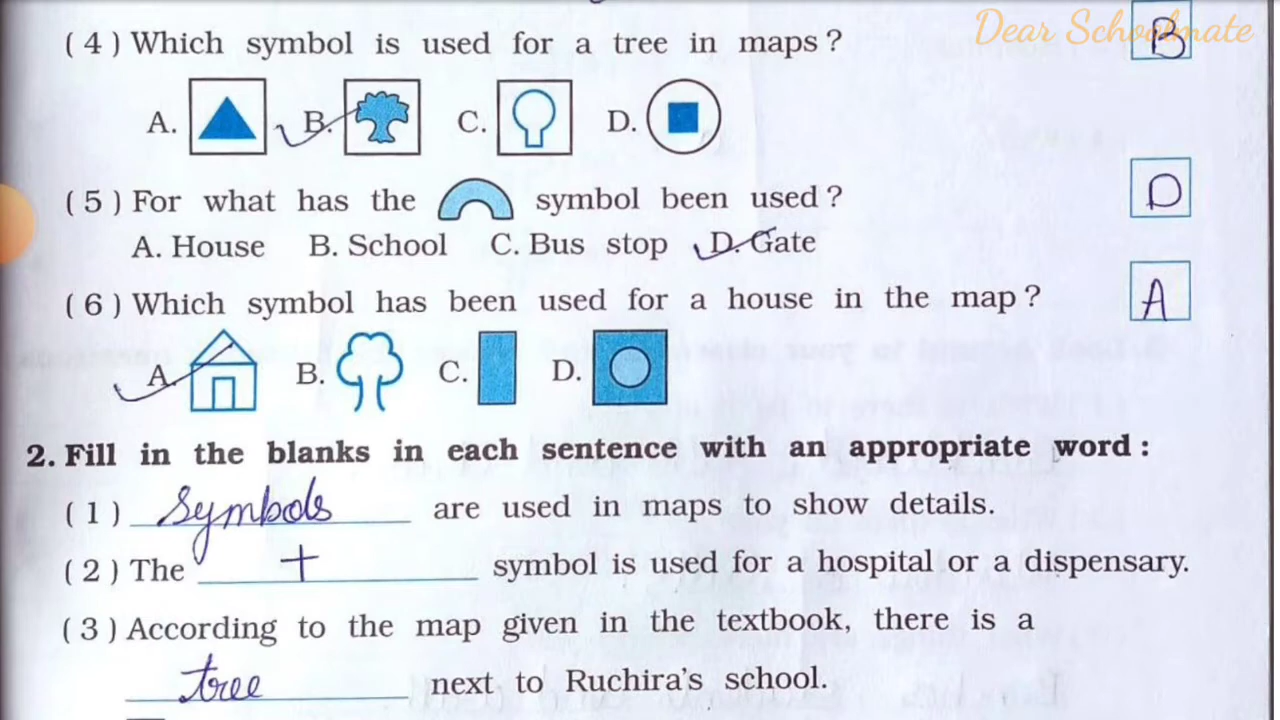 Dear Schoolmate
(4) Which symbol is used for a tree in maps? B
A. B. C. D.
(5) For what has the symbol been used? D
A. House B. School C. Bus stop D. Gate
(6) Which symbol has been used for a house in the map? A
A. B. C. D.
2. Fill in the blanks in each sentence with an appropriate word :
(1) Symbols are used in maps to show details.
(2) The + symbol is used for a hospital or a dispensary.
(3) According to the map given in the textbook, there is a
tree next to Ruchira's school.